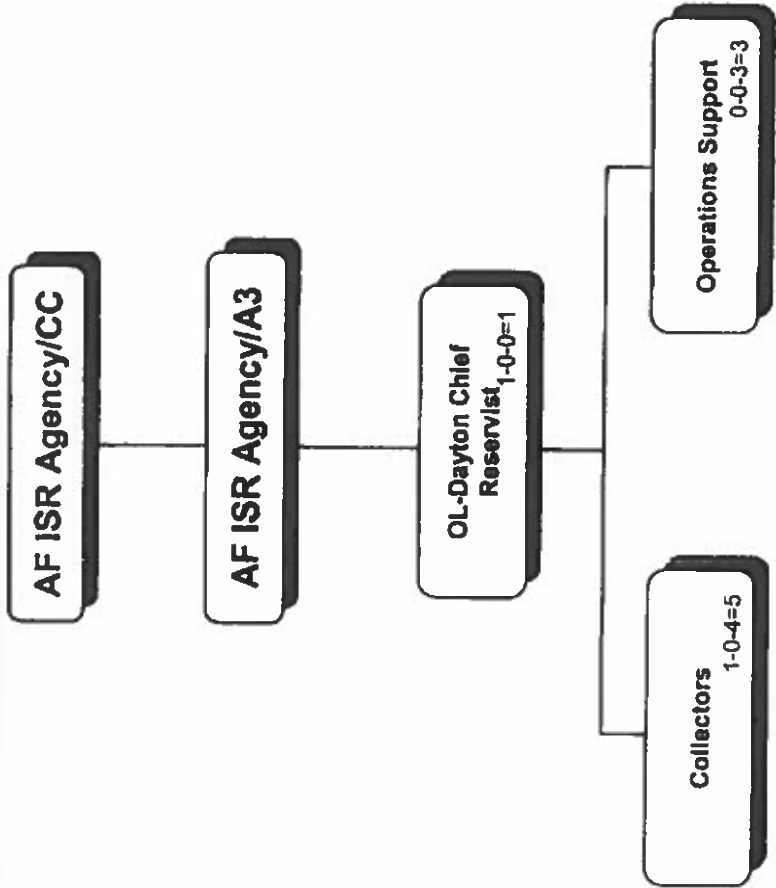 AF ISR Agency/CC
AF ISR Agency/A3
OL-Dayton Chief
Reservist
1-0-0=1
Collectors
1-0-4=5
Operations Support
0-0-3=3